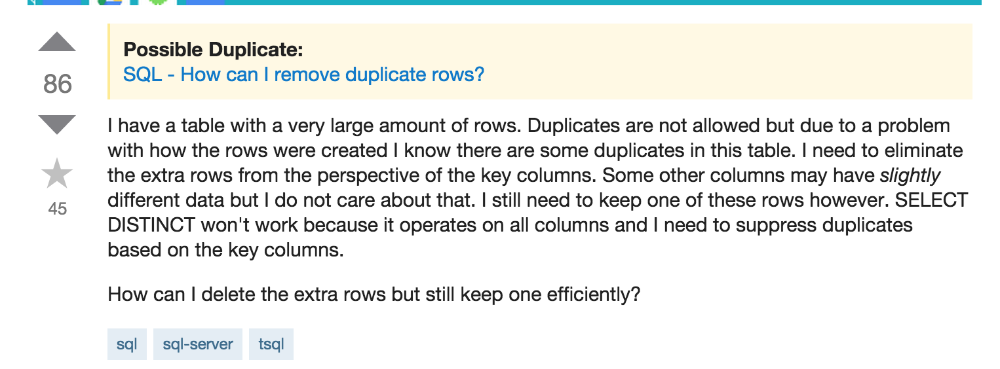 Possible Duplicate:
SQL - How can I remove duplicate rows?
86
I have a table with a very large amount of rows. Duplicates are not allowed but due to a problem
with how the rows were created I know there are some duplicates in this table. I need to eliminate
the extra rows from the perspective of the key columns. Some other columns may have slightly
different data but I do not care about that. I still need to keep one of these rows however. SELECT
DISTINCT won't work because it operates on all columns and I need to suppress duplicates
based on the key columns.
45
How can I delete the extra rows but still keep one efficiently?
sql sql-server tsql